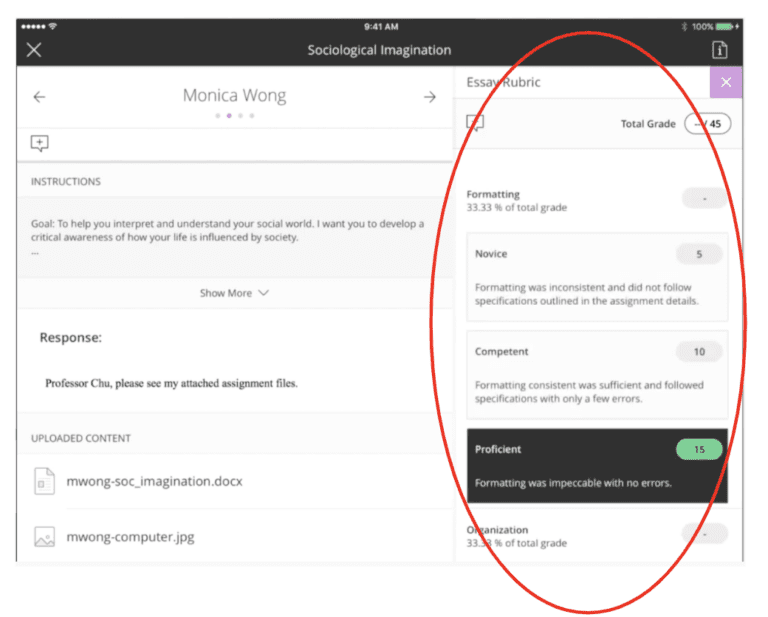 9:41 AM
100%
Sociological Imagination
Monica Wong
INSTRUCTIONS
Goal: To help you interpret and understand your social world. I want you to develop a
critical awareness of how your life is influenced by society.
...
Show More
Response:
Professor Chu, please see my attached assignment files.
UPLOADED CONTENT
mwong-soc_imagination.docx
mwong-computer.jpg
Essay Rubric
Total Grade -- / 45
Formatting
33.33 % of total grade
-
Novice 5
Formatting was inconsistent and did not follow
specifications outlined in the assignment details.
Competent 10
Formatting consistent was sufficient and followed
specifications with only a few errors.
Proficient 15
Formatting was impeccable with no errors.
Organization
33.33 % of total grade
-